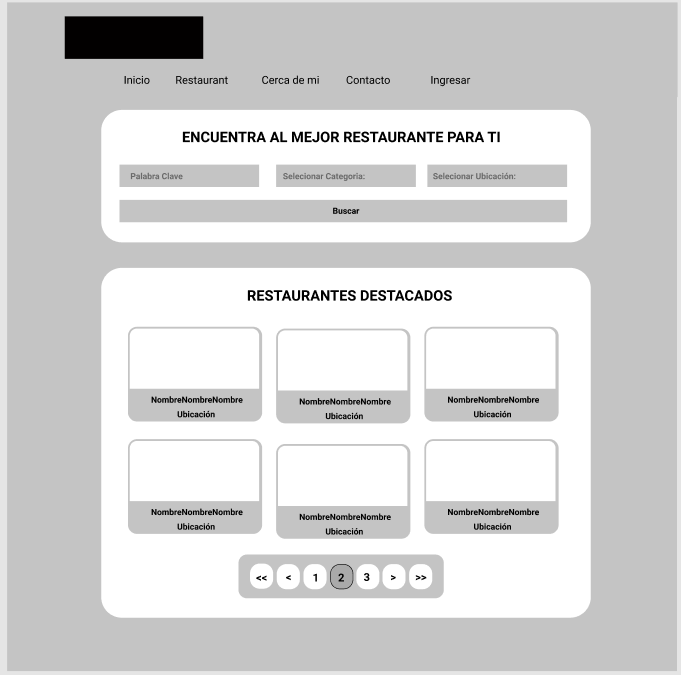 Inicio Restaurant Cerca de mi Contacto Ingresar
ENCUENTRA AL MEJOR RESTAURANTE PARA TI
Palabra Clave Selecionar Categoria: Selecionar Ubicación:
Buscar
RESTAURANTES DESTACADOS
NombreNombreNombre NombreNombreNombre NombreNombreNombre
Ubicación Ubicación Ubicación
NombreNombreNombre NombreNombreNombre NombreNombreNombre
Ubicación Ubicación Ubicación
<< < 1 2 3 > >>